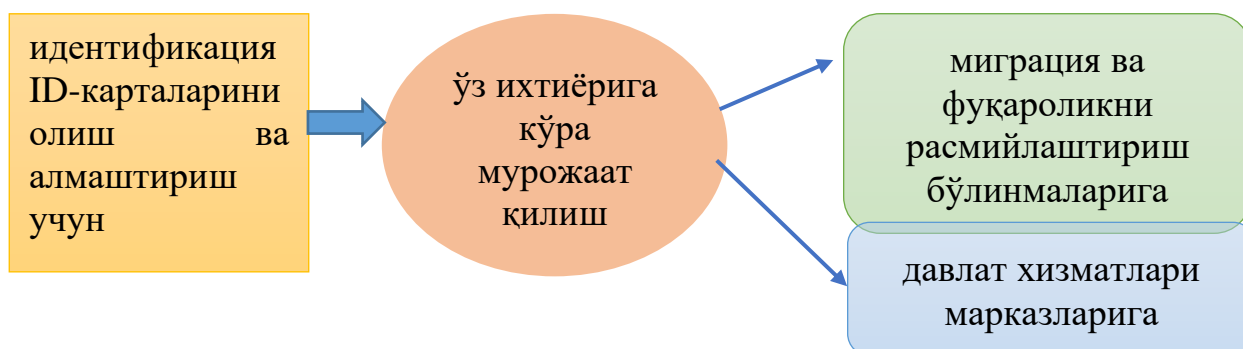 идентификация
ID-карталарини
олиш ва
алмаштириш
учун
ўз ихтиёрига
кўра
мурожаат
қилиш
миграция ва
фуқароликни
расмийлаштириш
бўлинмаларига
давлат хизматлари
марказларига